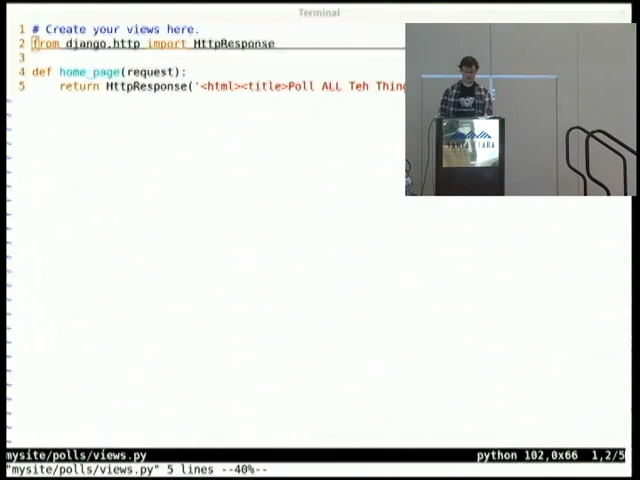 Terminal
1 # Create your views here.
2 from django.http import HttpResponse
3
4 def home_page(request):
5 return HttpResponse('<html><title>Poll ALL Teh Thing
SANTA CLARA
mysite/polls/views.py python 102,0x66 1,2/5
"mysite/polls/views.py" 5 lines --40%--